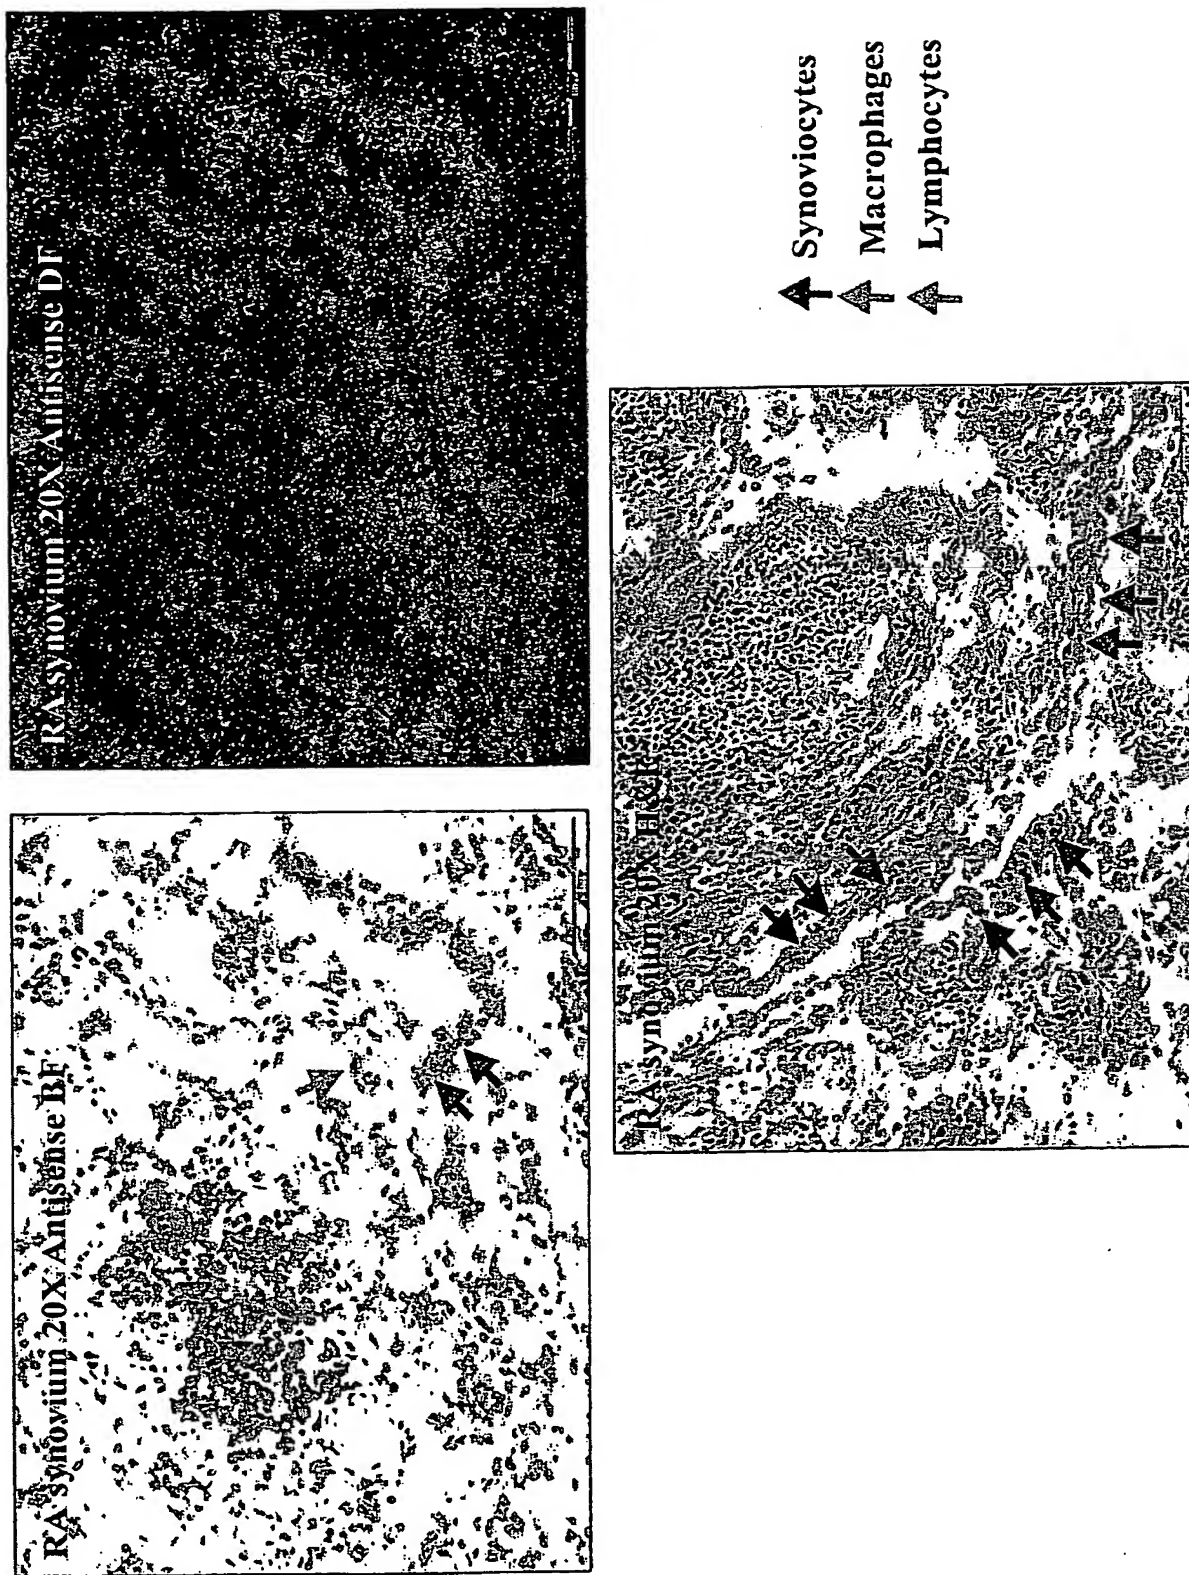 RA synovium 20X Antisense BF
RA synovium 20X Antisense DF
RA synovium 20X H&E
Synoviocytes
Macrophages
Lymphocytes